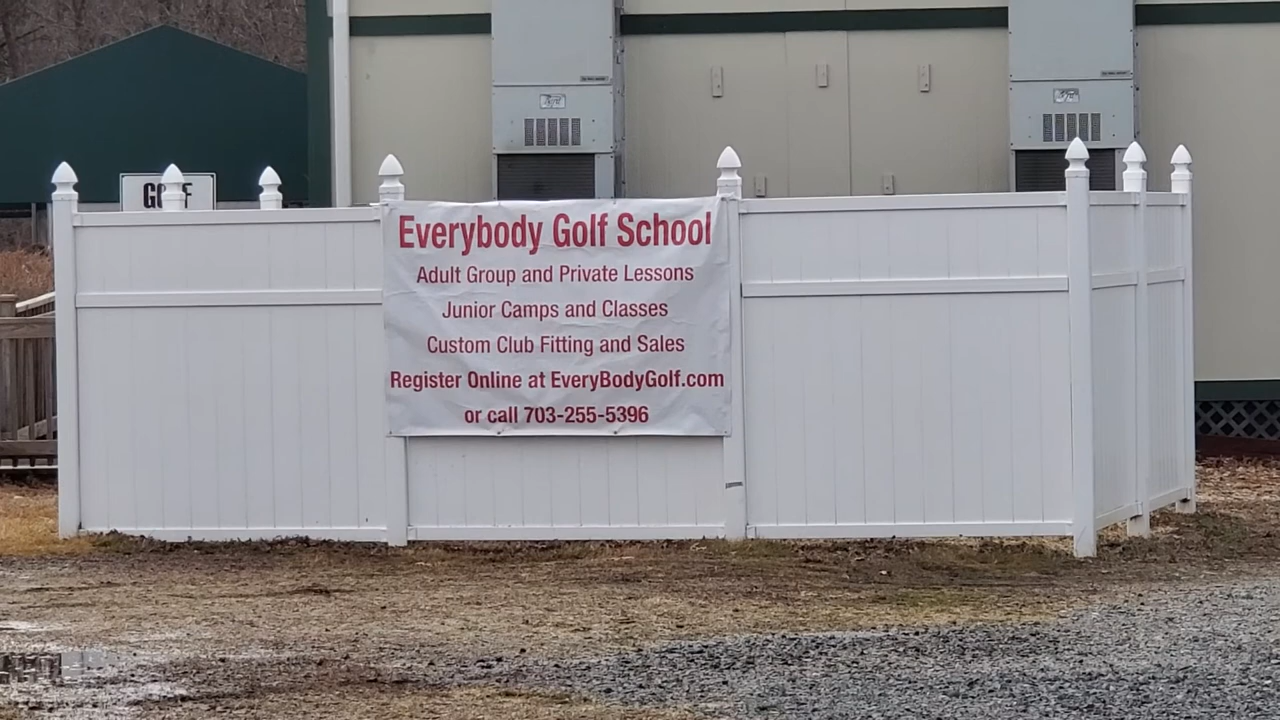 GOLF
Everybody Golf School
Adult Group and Private Lessons
Junior Camps and Classes
Custom Club Fitting and Sales
Register Online at EveryBodyGolf.com
or call 703-255-5396